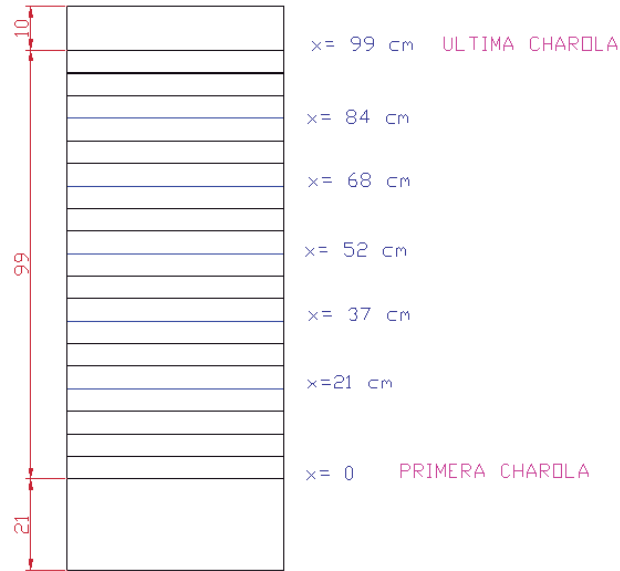 10
x= 99 cm ULTIMA CHAROLA
x= 84 cm
x= 68 cm
99
x= 52 cm
x= 37 cm
x=21 cm
x= 0 PRIMERA CHAROLA
21